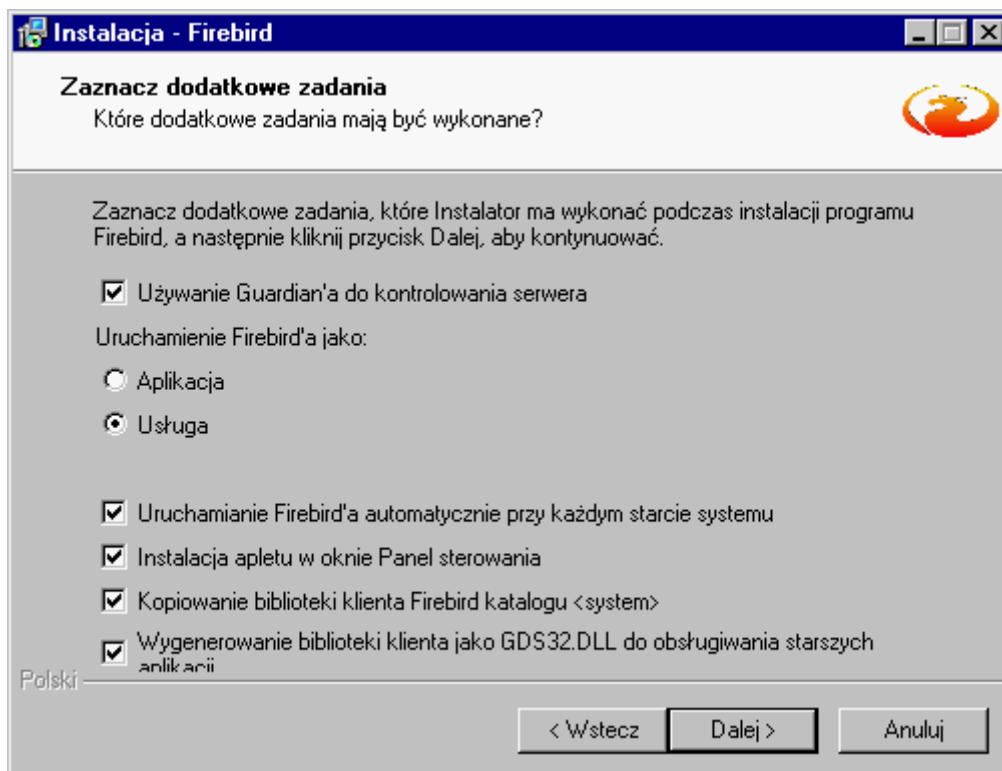 Instalacja - Firebird
Zaznacz dodatkowe zadania
Które dodatkowe zadania mają być wykonane?
Zaznacz dodatkowe zadania, które Instalator ma wykonać podczas instalacji programu
Firebird, a następnie kliknij przycisk Dalej, aby kontynuować.
Używanie Guardian'a do kontrolowania serwera
Uruchamienie Firebird'a jako:
Aplikacja
Usługa
Uruchamianie Firebird'a automatycznie przy każdym starcie systemu
Instalacja apletu w oknie Panel sterowania
Kopiowanie biblioteki klienta Firebird katalogu <system>
Wygenerowanie biblioteki klienta jako GDS32.DLL do obsługiwania starszych
aplikacji
Polski
< Wstecz
Dalej >
Anuluj